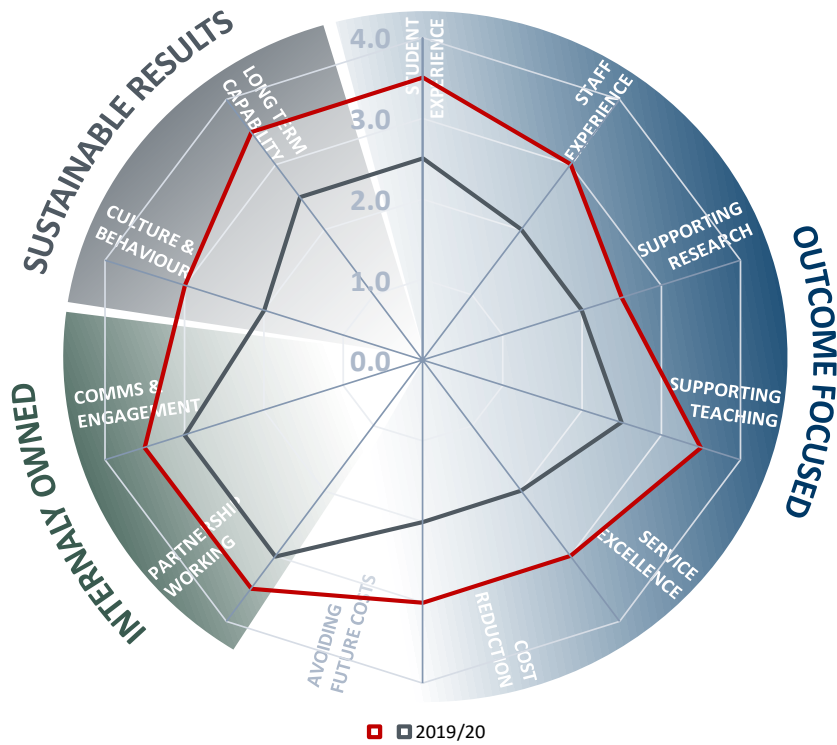 SUSTAINABLE RESULTS
OUTCOME FOCUSED
INTERNALY OWNED
4.0
3.0
2.0
1.0
0.0
STUDENT
EXPERIENCE
STAFF
EXPERIENCE
SUPPORTING
RESEARCH
SUPPORTING
TEACHING
SERVICE
EXCELLENCE
COST
REDUCTION
AVOIDING
FUTURE COSTS
PARTNERSHIP
WORKING
COMMS &
ENGAGEMENT
CULTURE &
BEHAVIOUR
LONG TERM
CAPABLITY
2019/20